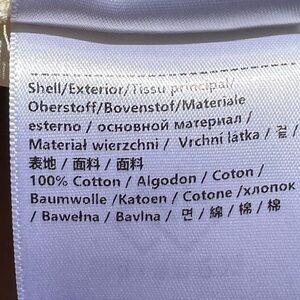 Shell/Exterior/Tissu principal/
Oberstoff/Bovenstof/Materiale
esterno / основной материал /
Materiał wierzchni / Vrchní látka / 겉 /
表地 / 面料 / 面料
100% Cotton / Algodon / Coton /
Baumwolle /Katoen / Cotone /хлопок
/ Bawełna / Bavlna / 면 / 綿 / 棉 / 棉